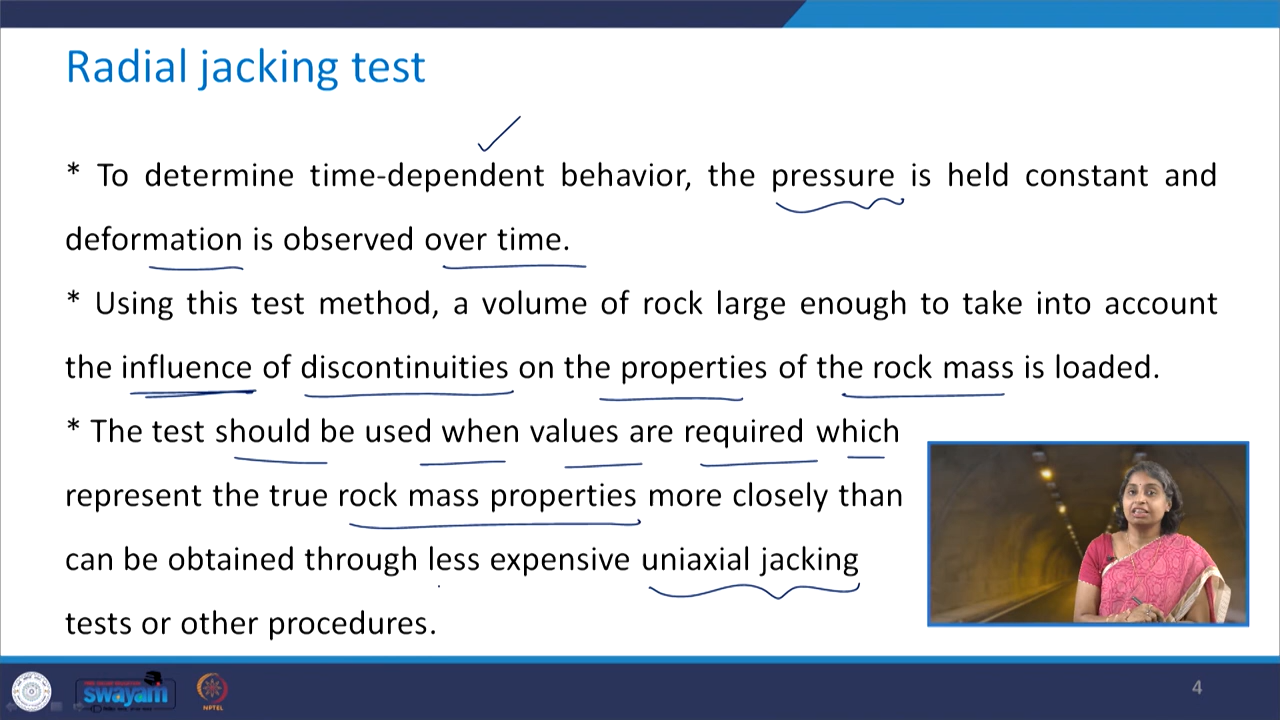 Radial jacking test
* To determine time-dependent behavior, the pressure is held constant and
deformation is observed over time.
* Using this test method, a volume of rock large enough to take into account
the influence of discontinuities on the properties of the rock mass is loaded.
* The test should be used when values are required which
represent the true rock mass properties more closely than
can be obtained through less expensive uniaxial jacking
tests or other procedures.
swayam
NPTEL
4